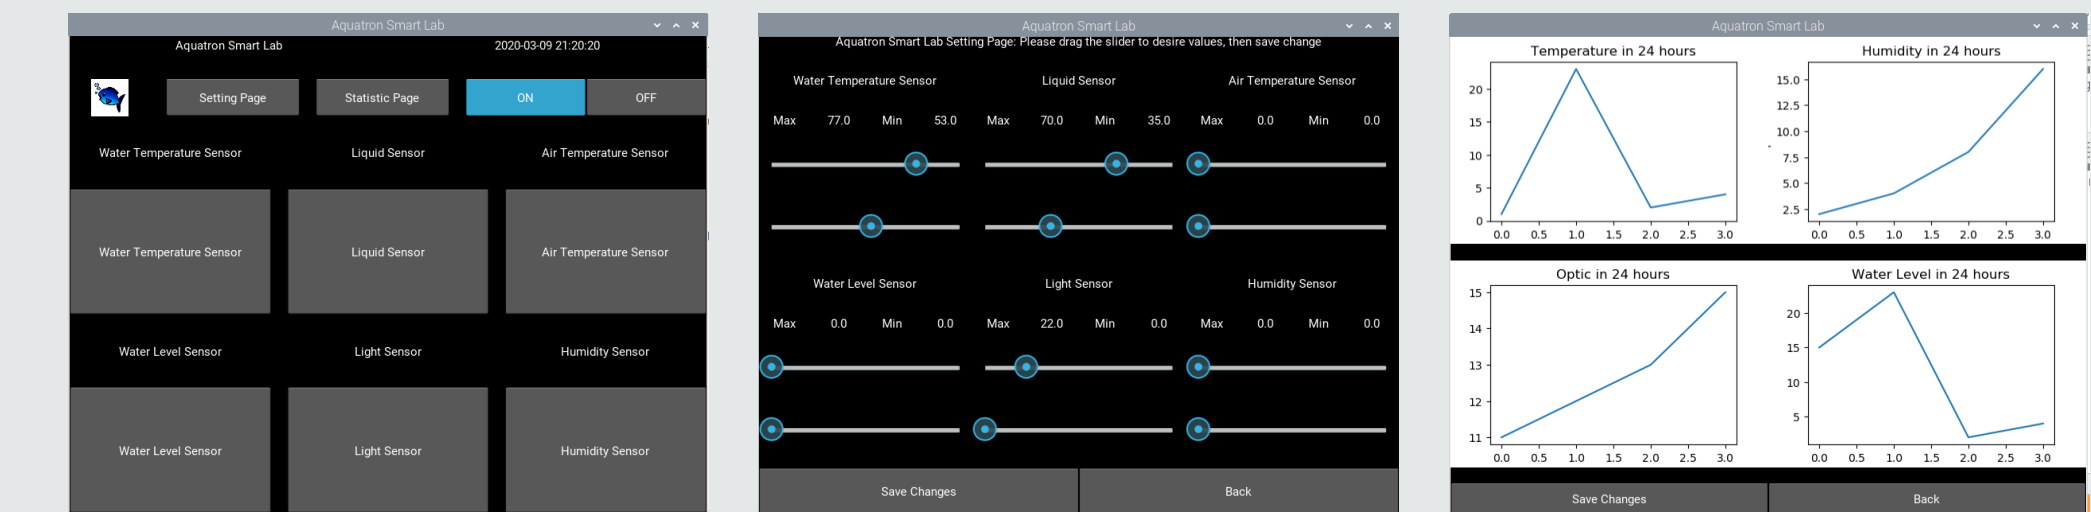 Aquatron Smart Lab
Aquatron Smart Lab 2020-03-09 21:20:20
Setting Page Statistic Page ON OFF
Water Temperature Sensor Liquid Sensor Air Temperature Sensor
Water Temperature Sensor Liquid Sensor Air Temperature Sensor
Water Level Sensor Light Sensor Humidity Sensor
Water Level Sensor Light Sensor Humidity Sensor
Aquatron Smart Lab
Aquatron Smart Lab Setting Page: Please drag the slider to desire values, then save change
Water Temperature Sensor Liquid Sensor Air Temperature Sensor
Max 77.0 Min 53.0 Max 70.0 Min 35.0 Max 0.0 Min 0.0
Water Level Sensor Light Sensor Humidity Sensor
Max 0.0 Min 0.0 Max 22.0 Min 0.0 Max 0.0 Min 0.0
Save Changes Back
Aquatron Smart Lab
Temperature in 24 hours
20
15
10
5
0
0.0 0.5 1.0 1.5 2.0 2.5 3.0
Humidity in 24 hours
15.0
12.5
10.0
7.5
5.0
2.5
0.0 0.5 1.0 1.5 2.0 2.5 3.0
Optic in 24 hours
15
14
13
12
11
0.0 0.5 1.0 1.5 2.0 2.5 3.0
Water Level in 24 hours
20
15
10
5
0.0 0.5 1.0 1.5 2.0 2.5 3.0
Save Changes Back